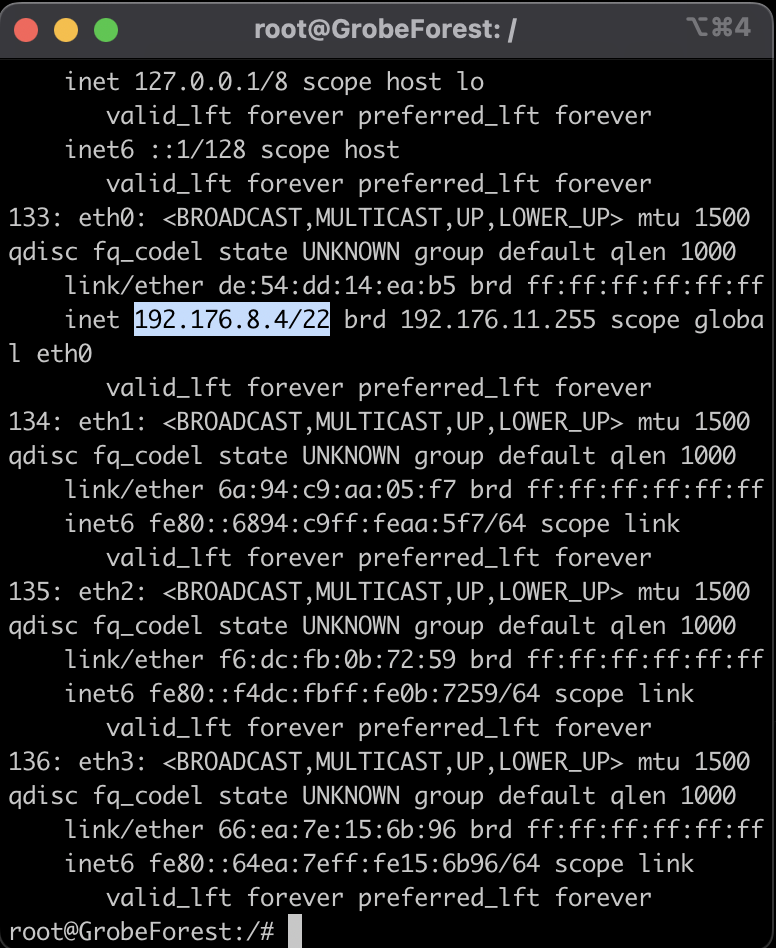 root@GrobeForest: /
⌥⌘4
inet 127.0.0.1/8 scope host lo
valid_lft forever preferred_lft forever
inet6 ::1/128 scope host
valid_lft forever preferred_lft forever
133: eth0: <BROADCAST,MULTICAST,UP,LOWER_UP> mtu 1500
qdisc fq_codel state UNKNOWN group default qlen 1000
link/ether de:54:dd:14:ea:b5 brd ff:ff:ff:ff:ff:ff
inet 192.176.8.4/22 brd 192.176.11.255 scope globa
l eth0
valid_lft forever preferred_lft forever
134: eth1: <BROADCAST,MULTICAST,UP,LOWER_UP> mtu 1500
qdisc fq_codel state UNKNOWN group default qlen 1000
link/ether 6a:94:c9:aa:05:f7 brd ff:ff:ff:ff:ff:ff
inet6 fe80::6894:c9ff:feaa:5f7/64 scope link
valid_lft forever preferred_lft forever
135: eth2: <BROADCAST,MULTICAST,UP,LOWER_UP> mtu 1500
qdisc fq_codel state UNKNOWN group default qlen 1000
link/ether f6:dc:fb:0b:72:59 brd ff:ff:ff:ff:ff:ff
inet6 fe80::f4dc:fbff:fe0b:7259/64 scope link
valid_lft forever preferred_lft forever
136: eth3: <BROADCAST,MULTICAST,UP,LOWER_UP> mtu 1500
qdisc fq_codel state UNKNOWN group default qlen 1000
link/ether 66:ea:7e:15:6b:96 brd ff:ff:ff:ff:ff:ff
inet6 fe80::64ea:7eff:fe15:6b96/64 scope link
valid_lft forever preferred_lft forever
root@GrobeForest:/#